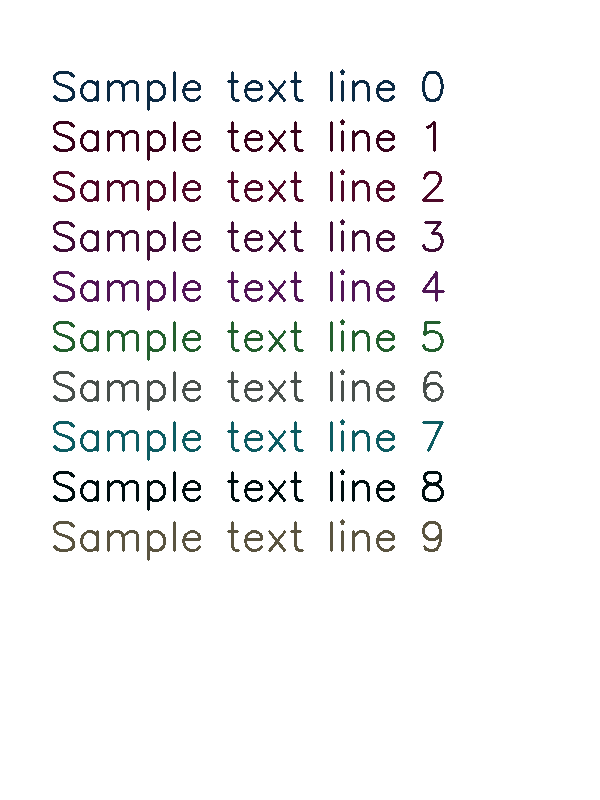 Sample text line 0
Sample text line 1
Sample text line 2
Sample text line 3
Sample text line 4
Sample text line 5
Sample text line 6
Sample text line 7
Sample text line 8
Sample text line 9